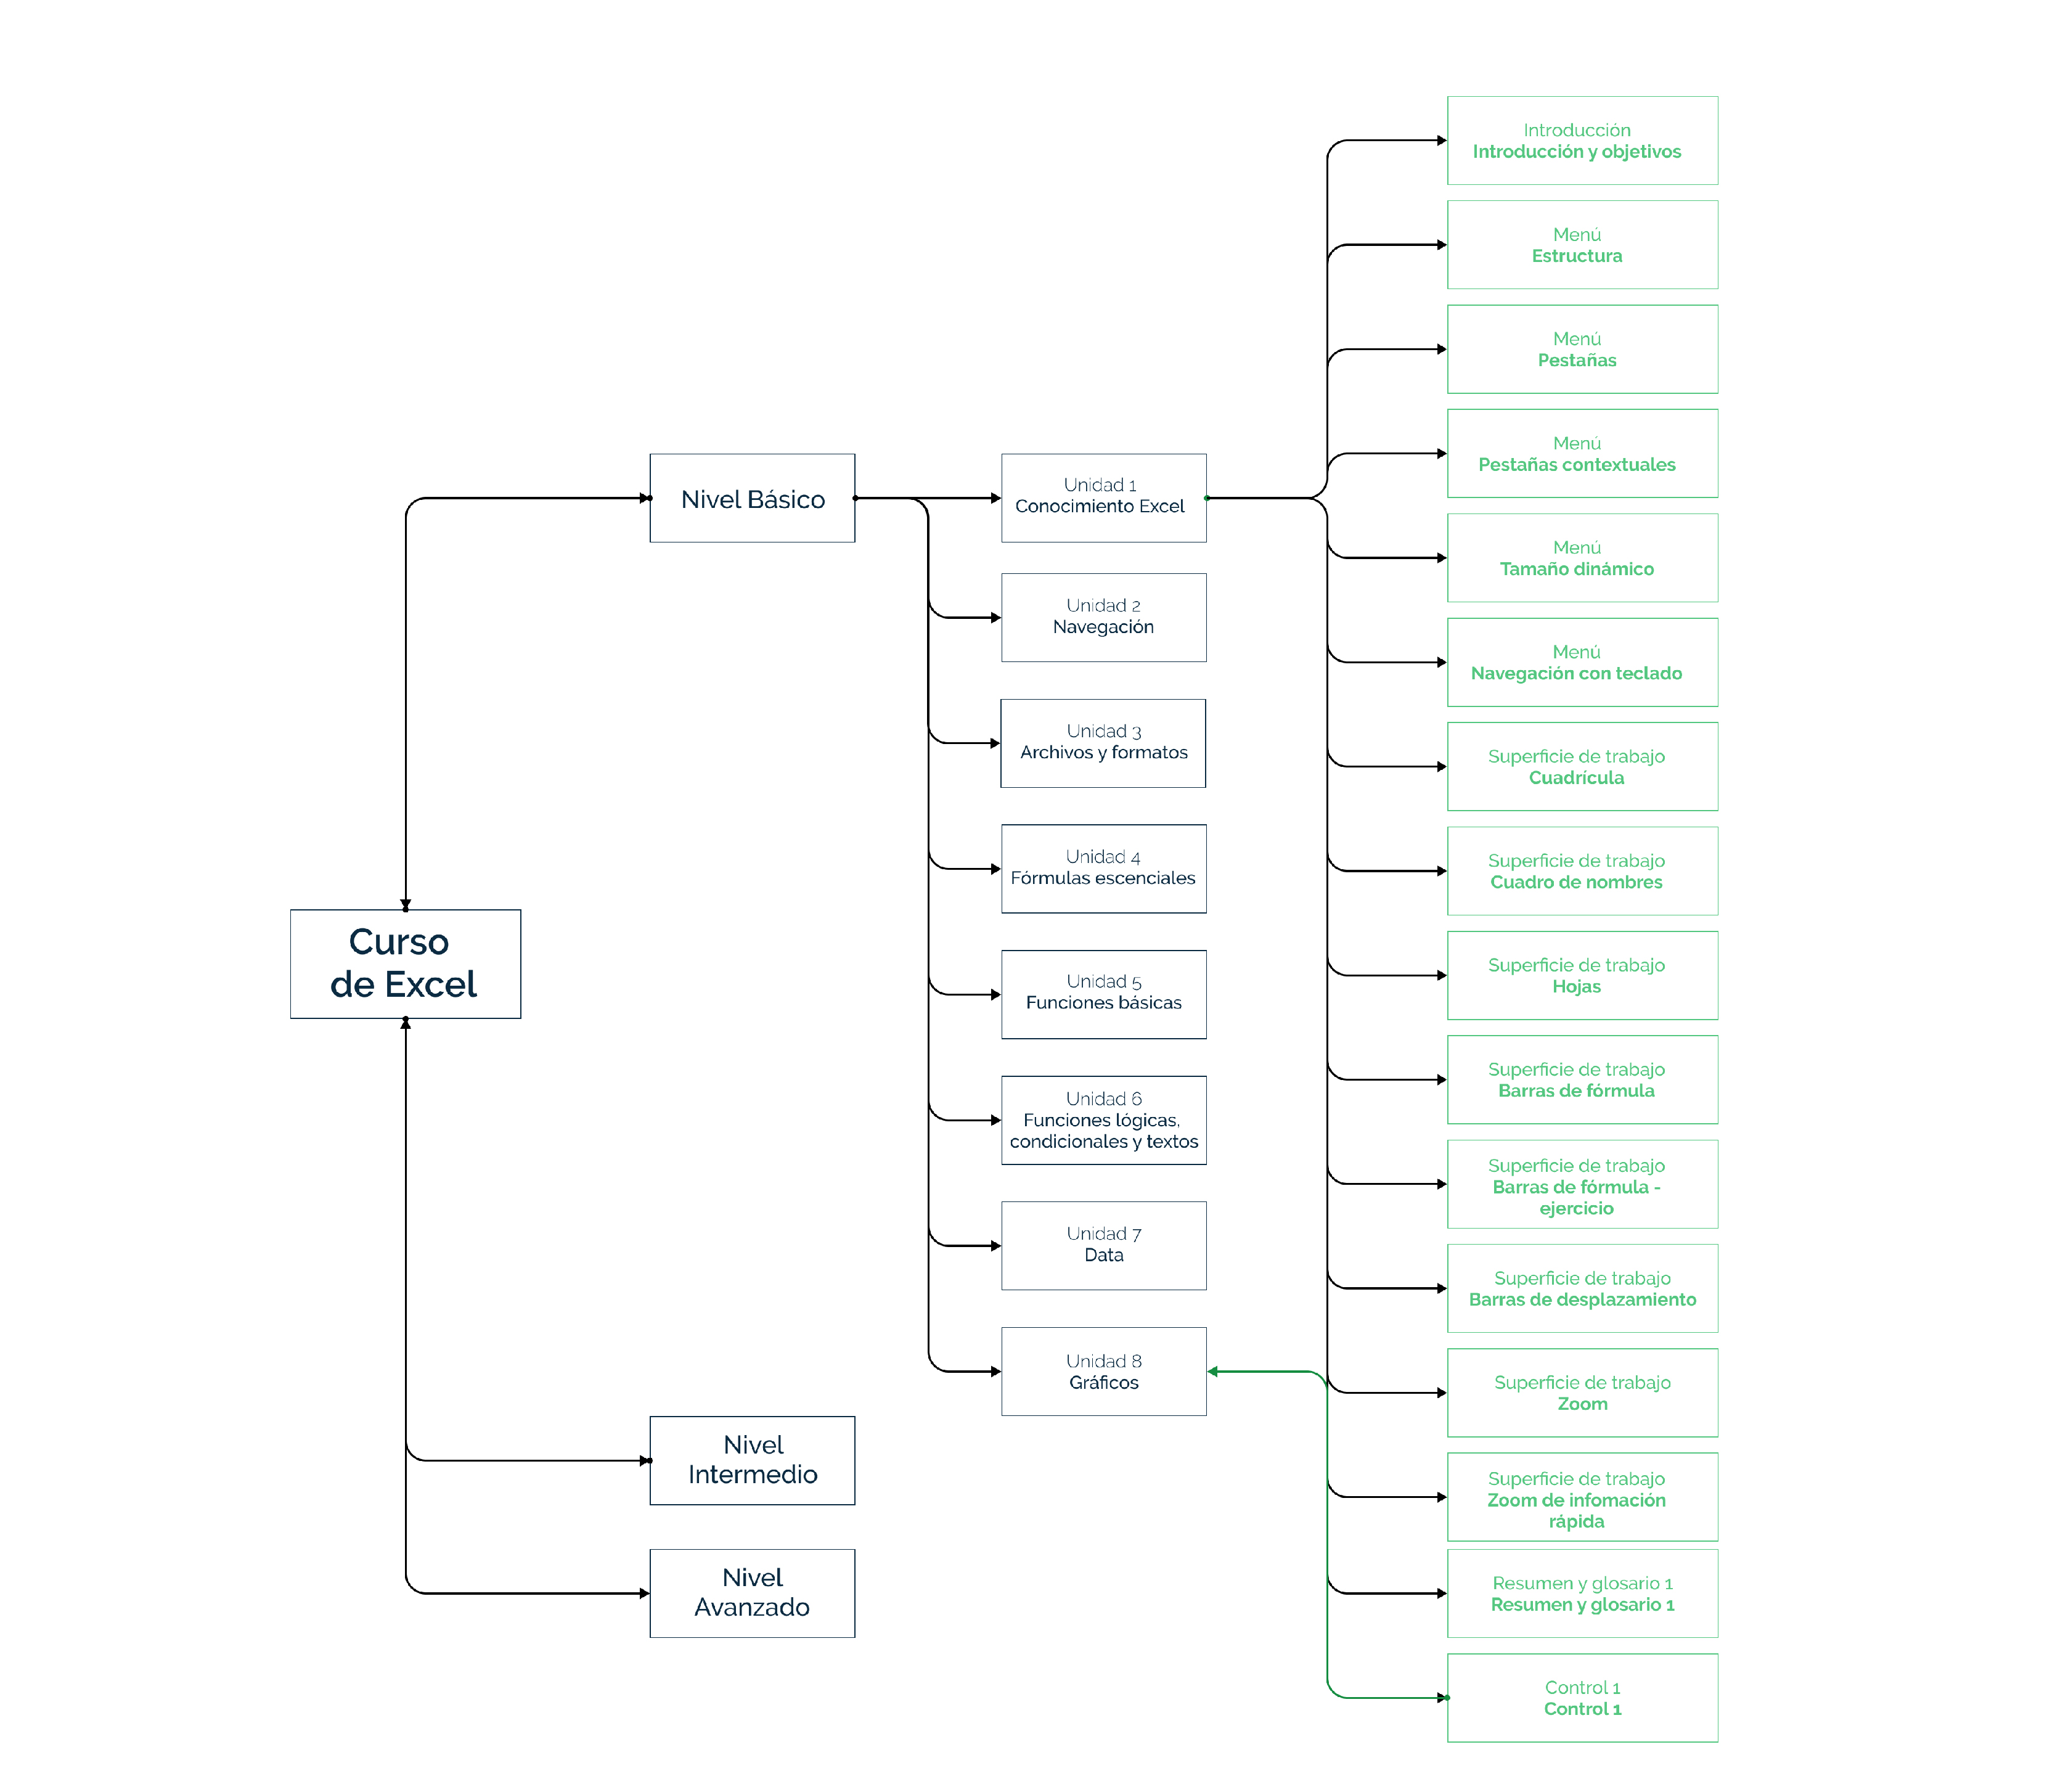 Curso
de Excel
Nivel Básico
Nivel
Intermedio
Nivel
Avanzado
Unidad 1
Conocimiento Excel
Unidad 2
Navegación
Unidad 3
Archivos y formatos
Unidad 4
Fórmulas escenciales
Unidad 5
Funciones básicas
Unidad 6
Funciones lógicas,
condicionales y textos
Unidad 7
Data
Unidad 8
Gráficos
Introducción
Introducción y objetivos
Menú
Estructura
Menú
Pestañas
Menú
Pestañas contextuales
Menú
Tamaño dinámico
Menú
Navegación con teclado
Superficie de trabajo
Cuadrícula
Superficie de trabajo
Cuadro de nombres
Superficie de trabajo
Hojas
Superficie de trabajo
Barras de fórmula
Superficie de trabajo
Barras de fórmula -
ejercicio
Superficie de trabajo
Barras de desplazamiento
Superficie de trabajo
Zoom
Superficie de trabajo
Zoom de infomación
rápida
Resumen y glosario 1
Resumen y glosario 1
Control 1
Control 1